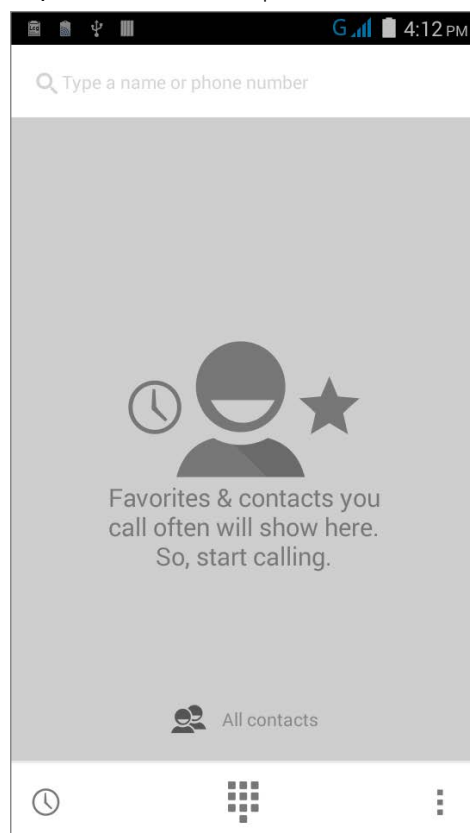 G 4:12 PM
Type a name or phone number
Favorites & contacts you
call often will show here.
So, start calling.
All contacts